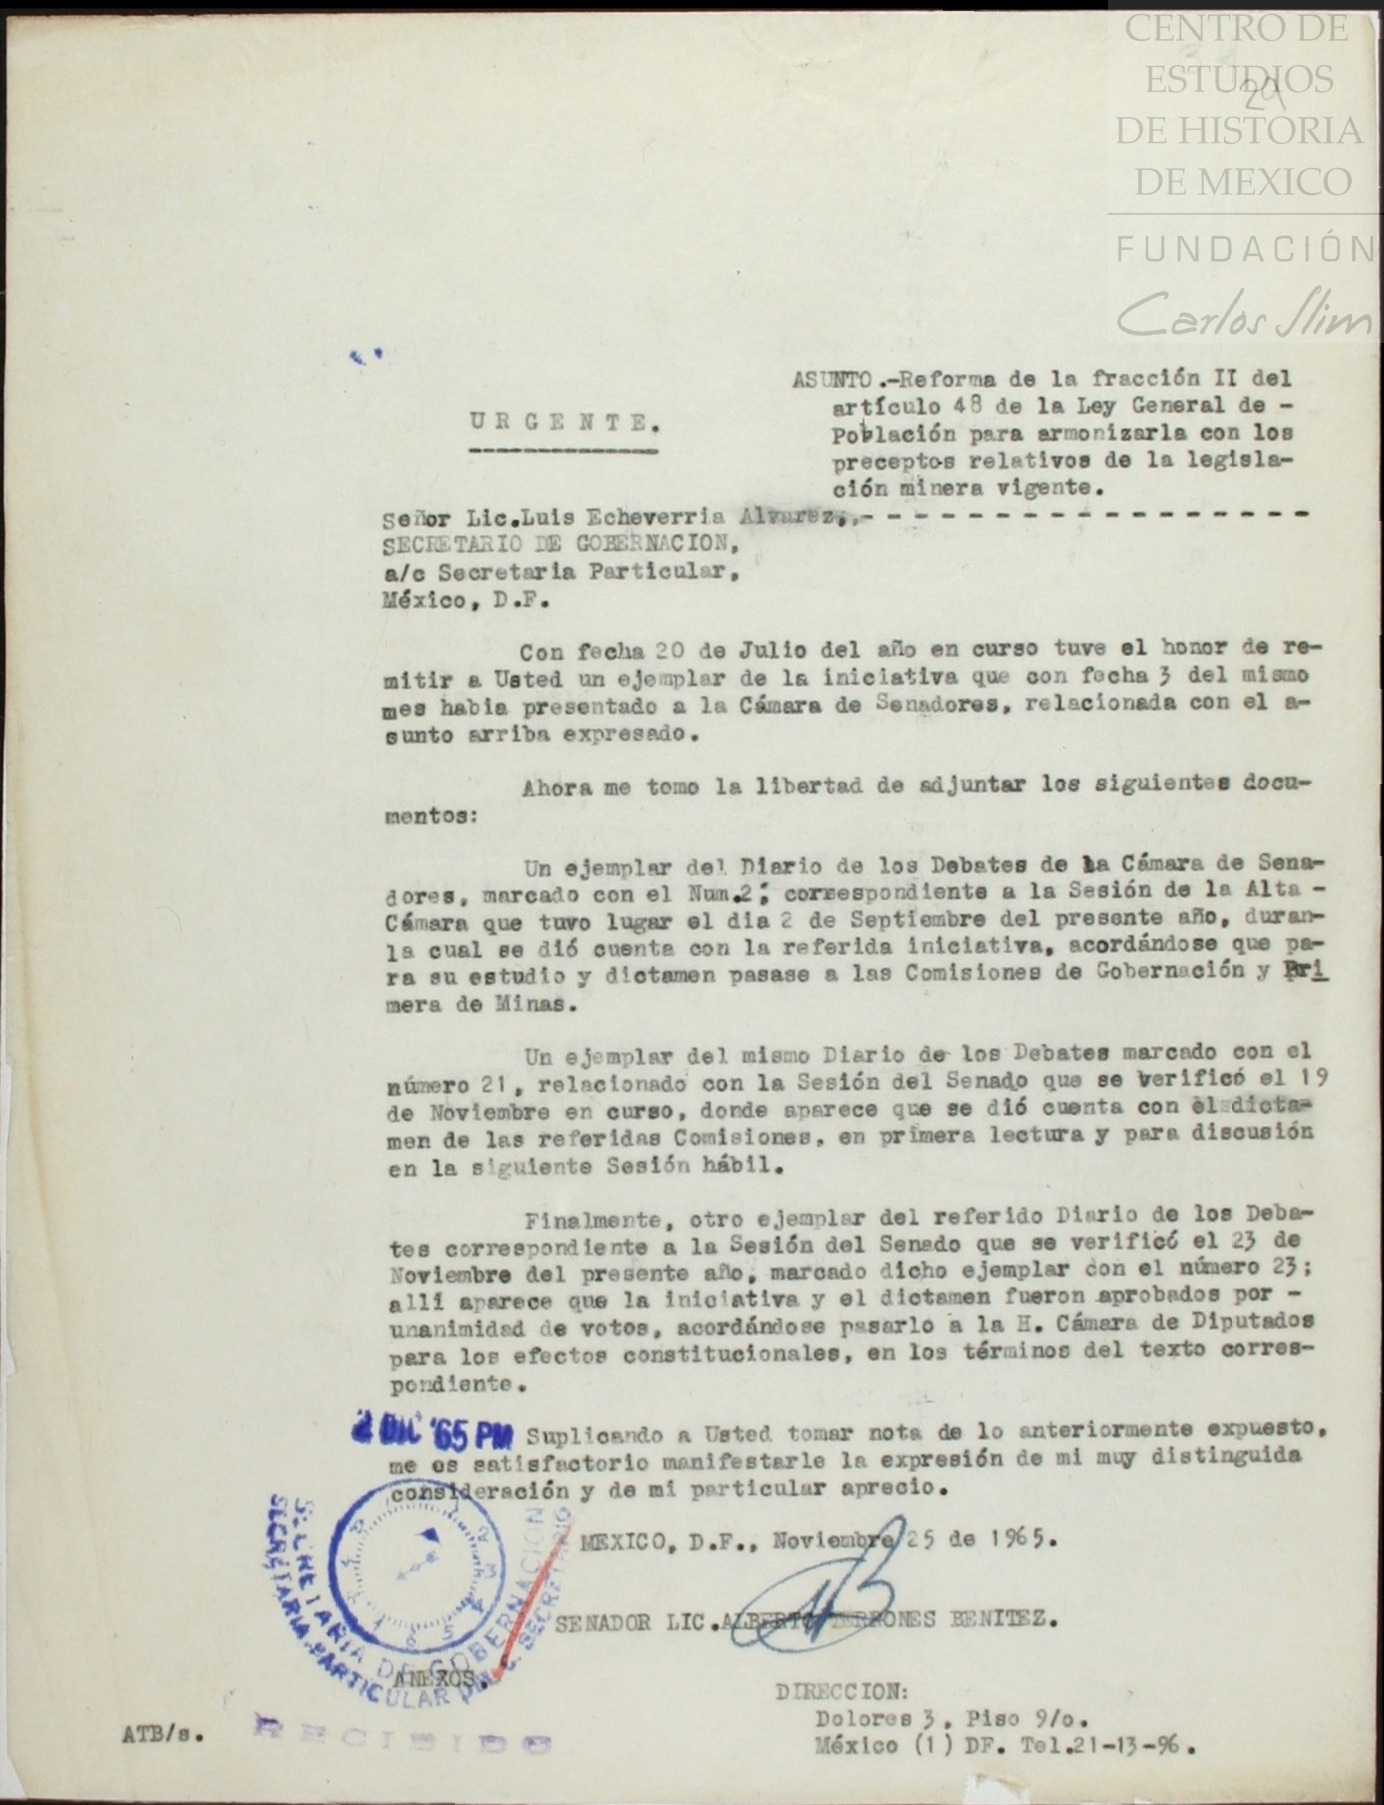 CENTRO DE
ESTUDIOS
DE HISTORIA
DE MEXICO
FUNDACIÓN
Carlos Slim
29
ASUNTO.-Reforma de la fracción II del
artículo 48 de la Ley General de -
Población para armonizarla con los
preceptos relativos de la legisla-
ción minera vigente.
URGENTE.
Señor Lic.Luis Echeverria Alvarez,.- - - - - - - - - - - - - - - - -
SECRETARIO DE GOBERNACION,
a/c Secretaria Particular,
México, D.F.
Con fecha 20 de Julio del año en curso tuve el honor de re-
mitir a Usted un ejemplar de la iniciativa que con fecha 3 del mismo
mes habia presentado a la Cámara de Senadores, relacionada con el a-
sunto arriba expresado.
Ahora me tomo la libertad de adjuntar los siguientes docu-
mentos:
Un ejemplar del Diario de los Debates de la Cámara de Sena-
dores, marcado con el Num.2; correspondiente a la Sesión de la Alta -
Cámara que tuvo lugar el dia 2 de Septiembre del presente año, duran-
la cual se dió cuenta con la referida iniciativa, acordándose que pa-
ra su estudio y dictamen pasase a las Comisiones de Gobernación y Pri
mera de Minas.
Un ejemplar del mismo Diario de los Debates marcado con el
número 21, relacionado con la Sesión del Senado que se verificó el 19
de Noviembre en curso, donde aparece que se dió cuenta con el dicta-
men de las referidas Comisiones, en primera lectura y para discusión
en la siguiente Sesión hábil.
Finalmente, otro ejemplar del referido Diario de los Deba-
tes correspondiente a la Sesión del Senado que se verificó el 23 de
Noviembre del presente año, marcado dicho ejemplar con el número 23;
alli aparece que la iniciativa y el dictamen fueron aprobados por -
unanimidad de votos, acordándose pasarlo a la H. Cámara de Diputados
para los efectos constitucionales, en los términos del texto corres-
pondiente.
2 DIC '65 PM
Suplicando a Usted tomar nota de lo anteriormente expuesto,
me es satisfactorio manifestarle la expresión de mi muy distinguida
consideración y de mi particular aprecio.
MEXICO, D.F., Noviembre 25 de 1965.
SENADOR LIC.ALBERTO TERRONES BENITEZ.
SECRETARIA DE GOBERNACION
SECRETARIA PARTICULAR DEL C. SECRETARIO
ANEXOS.
DIRECCION:
Dolores 3, Piso 9/o.
México (1) DF. Tel.21-13-96.
ATB/s.
RECIBIDO